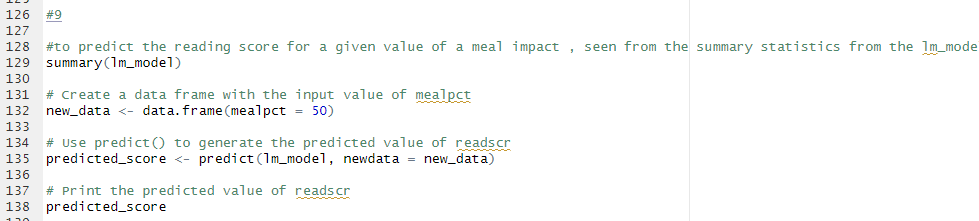 126 #9
127
128 #to predict the reading score for a given value of a meal impact , seen from the summary statistics from the lm_mode
129 summary(lm_model)
130
131 # Create a data frame with the input value of mealpct
132 new_data <- data.frame(mealpct = 50)
133
134 # Use predict() to generate the predicted value of readscr
135 predicted_score <- predict(lm_model, newdata = new_data)
136
137 # Print the predicted value of readscr
138 predicted_score